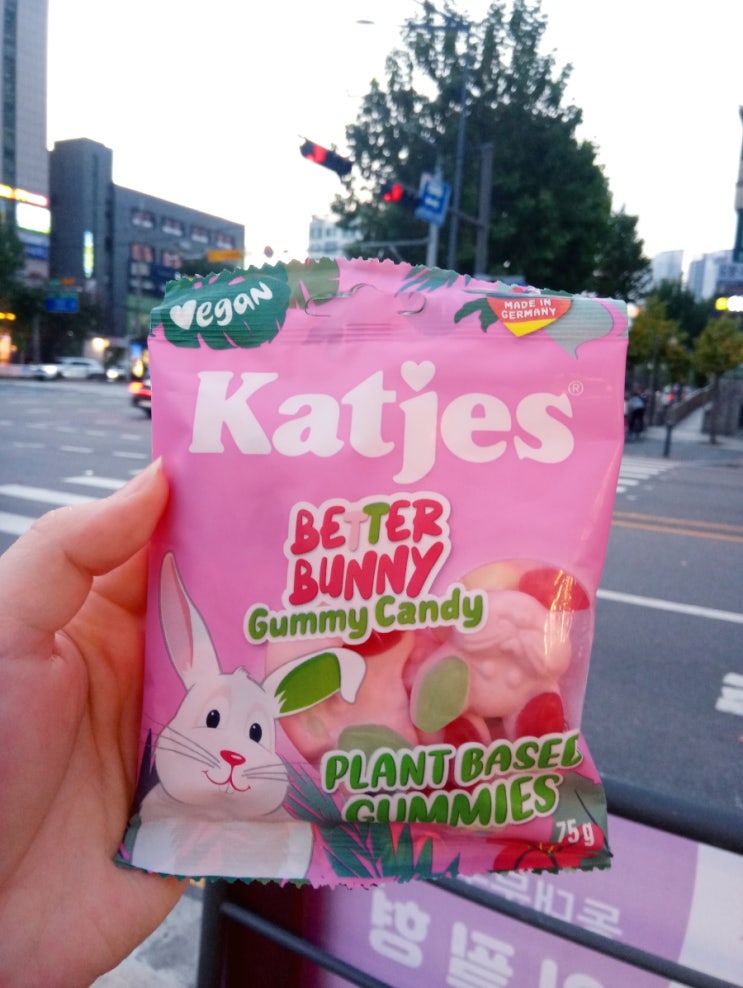 Vegan
MADE IN
GERMANY
Katjes®
BETTER
BUNNY
Gummy Candy
PLANT BASED
GUMMIES
75g